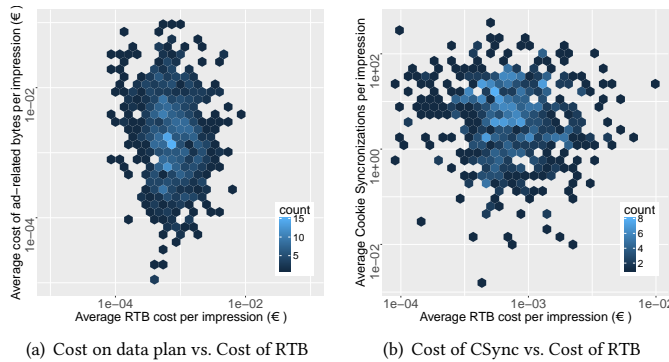 Average cost of ad-related bytes per impression (€ )
1e−02
1e−04
count
15
10
5
1e−04
1e−02
Average RTB cost per impression (€ )
(a) Cost on data plan vs. Cost of RTB
Average Cookie Syncronizations per impression
1e+02
1e+00
1e−02
count
8
6
4
2
1e−04
1e−03
1e−02
Average RTB cost per impression (€ )
(b) Cost of CSync vs. Cost of RTB